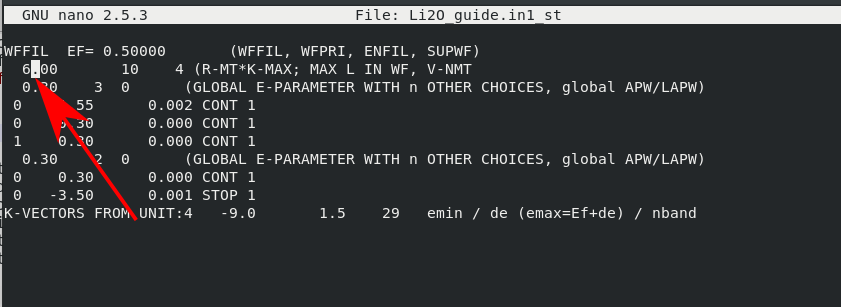 GNU nano 2.5.3 File: Li2O_guide.in1_st
WFFIL EF= 0.50000 (WFFIL, WFPRI, ENFIL, SUPWF)
6.00 10 4 (R-MT*K-MAX; MAX L IN WF, V-NMT
0.30 3 0 (GLOBAL E-PARAMETER WITH n OTHER CHOICES, global APW/LAPW)
0 55 0.002 CONT 1
0 0.30 0.000 CONT 1
1 0.30 0.000 CONT 1
0.30 2 0 (GLOBAL E-PARAMETER WITH n OTHER CHOICES, global APW/LAPW)
0 0.30 0.000 CONT 1
0 -3.50 0.001 STOP 1
K-VECTORS FROM UNIT:4 -9.0 1.5 29 emin / de (emax=Ef+de) / nband